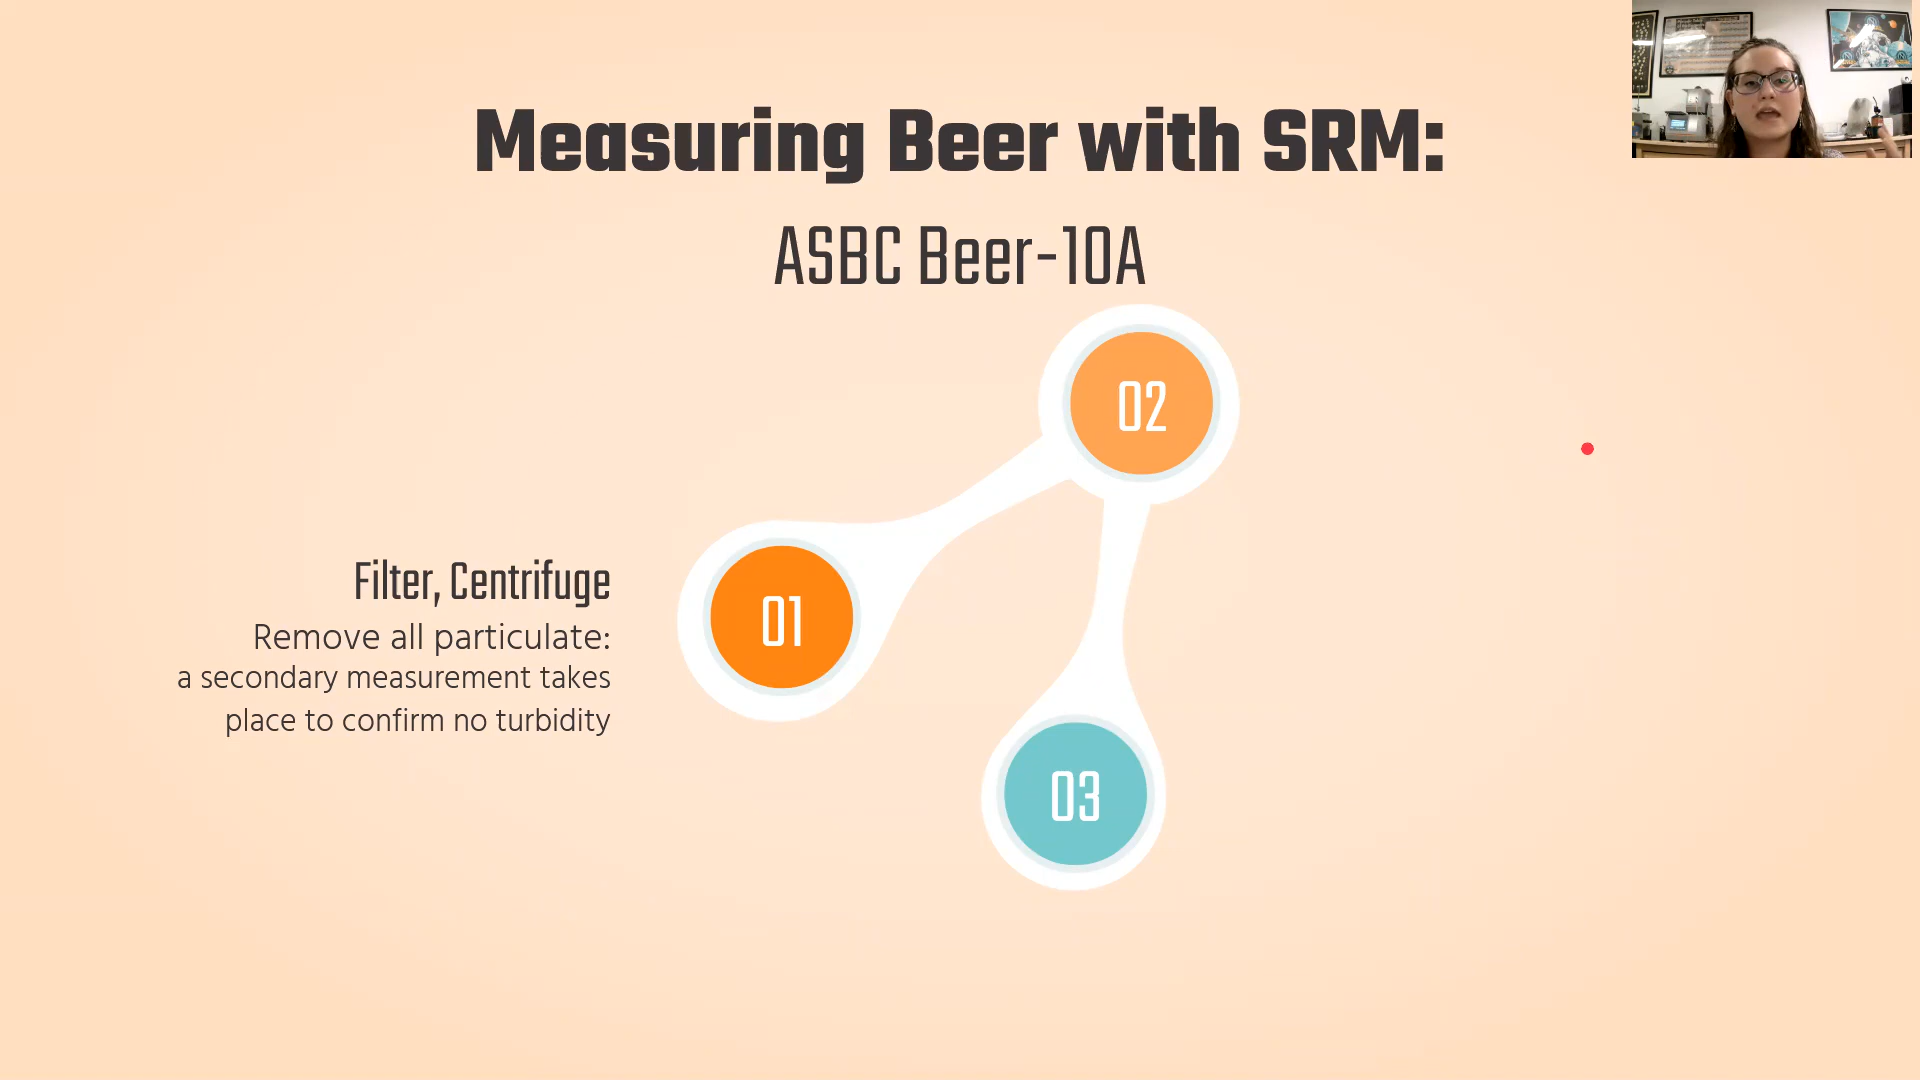 Measuring Beer with SRM:
ASBC Beer-10A
02
01
Filter, Centrifuge
Remove all particulate:
a secondary measurement takes
place to confirm no turbidity
03